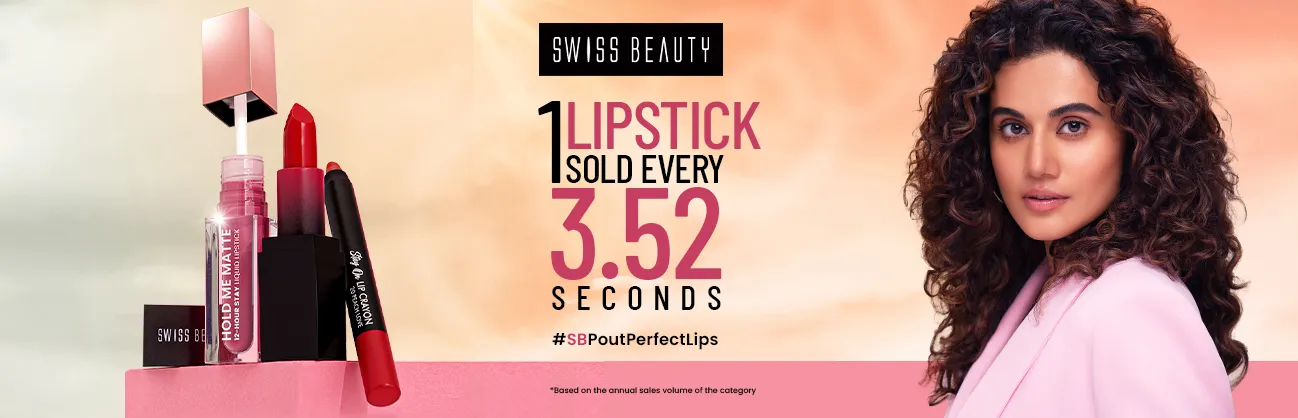 SWISS BEAUTY
1 LIPSTICK
SOLD EVERY
3.52
SECONDS
#SBPoutPerfectLips
*Based on the annual sales volume of the category
SWISS BE
HOLD ME MATTE
12-HOUR STAY LIQUID LIPSTICK
Stay On LIP CRAYON